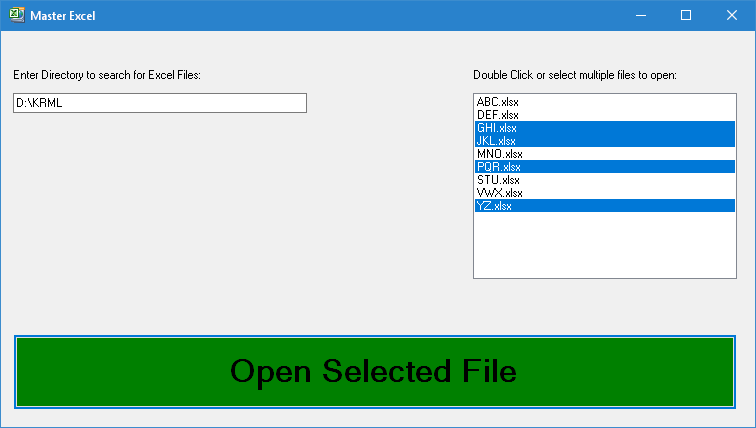 Master Excel
Enter Directory to search for Excel Files:
D:\KRML
Double Click or select multiple files to open:
ABC.xlsx
DEF.xlsx
GHI.xlsx
JKL.xlsx
MNO.xlsx
PQR.xlsx
STU.xlsx
VWX.xlsx
YZ.xlsx
Open Selected File